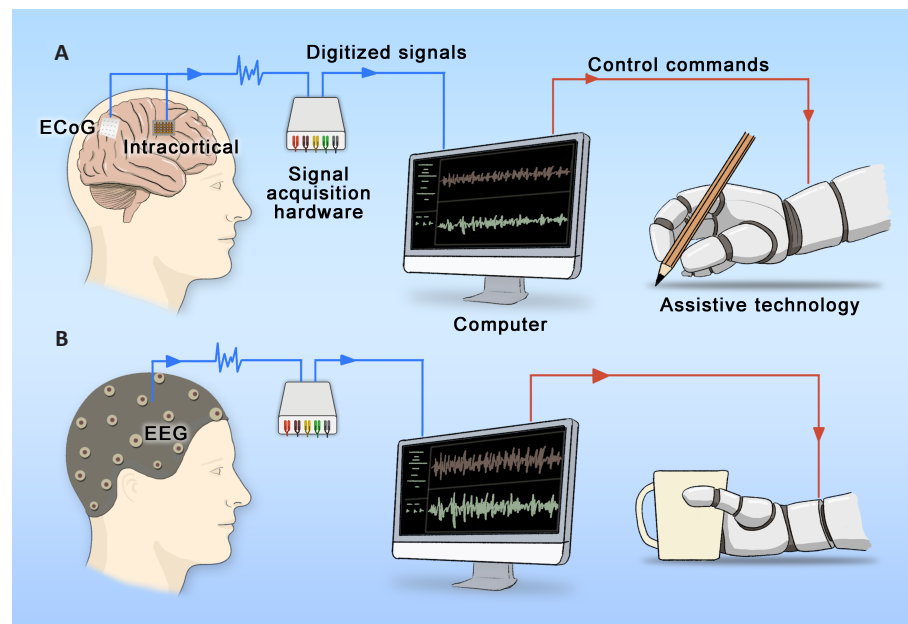 A
Digitized signals
Control commands
ECoG
Intracortical
Signal
acquisition
hardware
Assistive technology
Computer
B
EEG